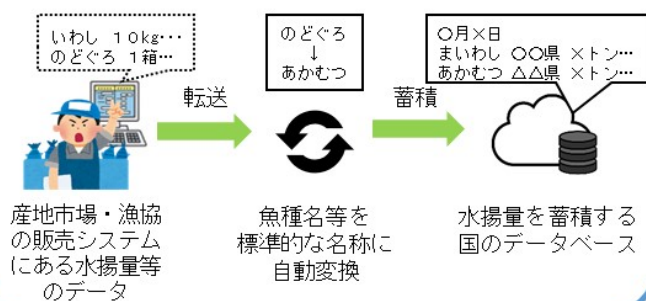 いわし 10kg…
のどぐろ 1箱…
転送
のどぐろ
↓
あかむつ
蓄積
〇月×日
まいわし 〇〇県 ×トン…
あかむつ △△県 ×トン…
産地市場・漁協
の販売システム
にある水揚量等
のデータ
魚種名等を
標準的な名称に
自動変換
水揚量を蓄積する
国のデータベース